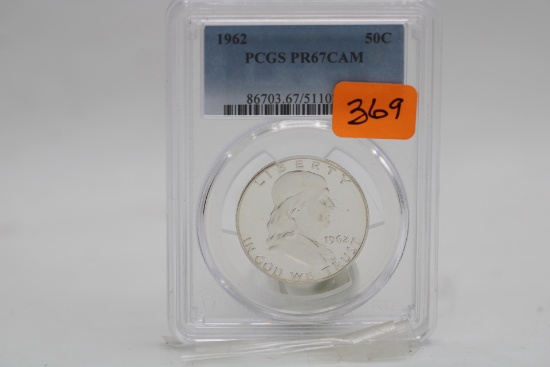 1962 50C
PCGS PR67CAM
86703.67/5110
369
LIBERTY
1962
IN GOD WE TRUST